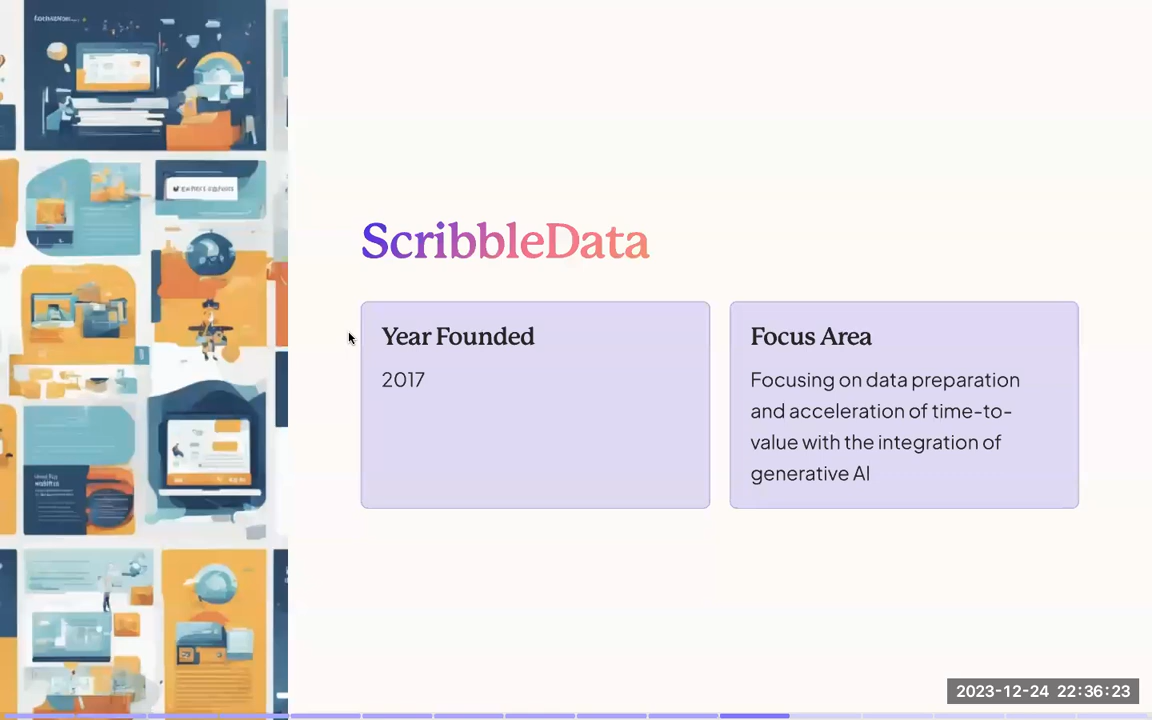 ScribbleData
Year Founded
2017
Focus Area
Focusing on data preparation
and acceleration of time-to-
value with the integration of
generative AI
2023-12-24 22:36:23